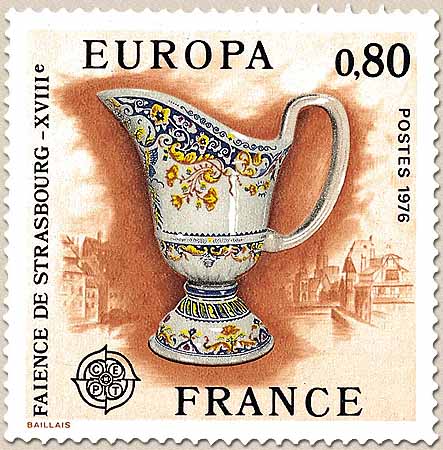 EUROPA
0,80
FAIENCE DE STRASBOURG - XVIIIe
POSTES 1976
CEPT
FRANCE
BAILLAIS